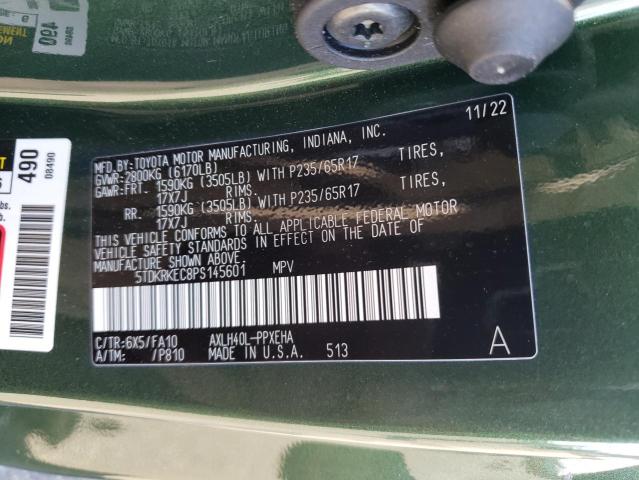 11/22
MFD.BY:TOYOTA MOTOR MANUFACTURING, INDIANA, INC.
GVWR:2800KG (6170LB)
GAWR:FRT. 1590KG (3505LB) WITH P235/65R17 TIRES,
17X7J RIMS.
RR. 1590KG (3505LB) WITH P235/65R17 TIRES,
17X7J RIMS.
THIS VEHICLE CONFORMS TO ALL APPLICABLE FEDERAL MOTOR
VEHICLE SAFETY STANDARDS IN EFFECT ON THE DATE OF
MANUFACTURE SHOWN ABOVE.
5TDKRKEC8PS145601 MPV
C/TR:6X5/FA10 AXLH40L-PPXEHA
A/TM: /P810 MADE IN U.S.A. 513
A
490
08490